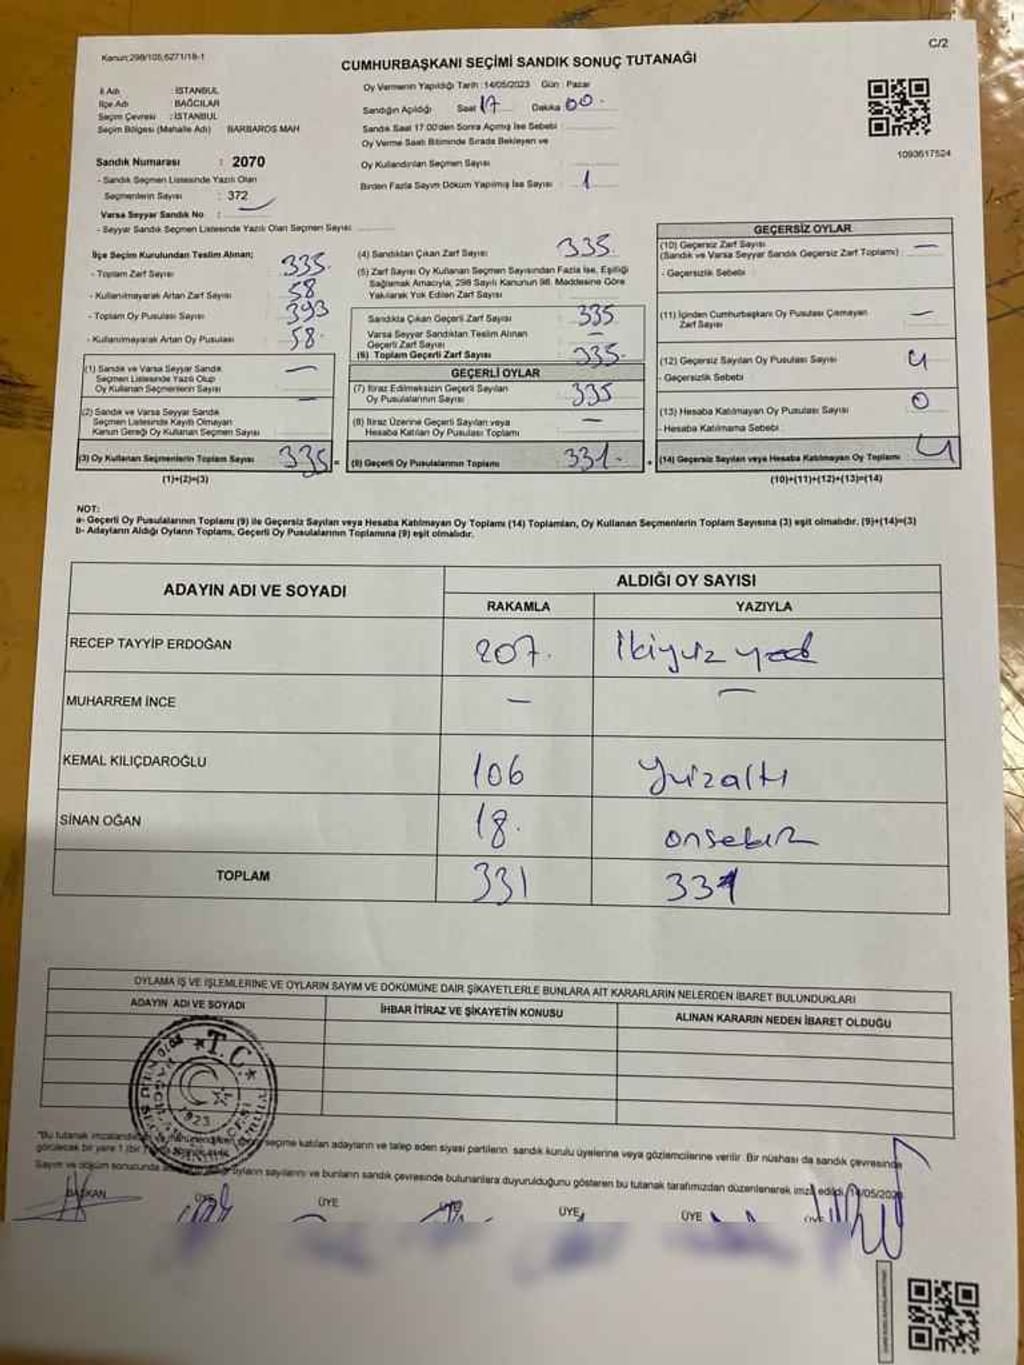 Kanun:298/105,6271/18-1
C/2
CUMHURBAŞKANI SEÇİMİ SANDIK SONUÇ TUTANAĞI
İl Adı : İSTANBUL
İlçe Adı : BAĞCILAR
Seçim Çevresi : İSTANBUL
Seçim Bölgesi (Mahalle Adı) BARBAROS MAH
Sandık Numarası : 2070
- Sandık Seçmen Listesinde Yazılı Olan
Seçmenlerin Sayısı : 372
Varsa Seyyar Sandık No :
- Seyyar Sandık Seçmen Listesinde Yazılı Olan Seçmen Sayısı
Oy Vermenin Yapıldığı Tarih :14/05/2023 Gün : Pazar
Sandığın Açıldığı Saat 17 Dakika 00.
Sandık Saat 17:00'den Sonra Açılmış İse Sebebi :
Oy Verme Saati Bitiminde Sırada Bekleyen ve
Oy Kullandırılan Seçmen Sayısı
Birden Fazla Sayım Döküm Yapılmış İse Sayısı 1
1093617524
İlçe Seçim Kurulundan Teslim Alınan;
- Toplam Zarf Sayısı 335.
- Kullanılmayarak Artan Zarf Sayısı 58
- Toplam Oy Pusulası Sayısı 393
- Kullanılmayarak Artan Oy Pusulası 58.
(1) Sandık ve Varsa Seyyar Sandık
Seçmen Listesinde Yazılı Olup
Oy Kullanan Seçmenlerin Sayısı —
(2) Sandık ve Varsa Seyyar Sandık
Seçmen Listesinde Kayıtlı Olmayan
Kanun Gereği Oy Kullanan Seçmen Sayısı —
(3) Oy Kullanan Seçmenlerin Toplam Sayısı 335 =
(1)+(2)=(3)
(4) Sandıktan Çıkan Zarf Sayısı 335.
(5) Zarf Sayısı Oy Kullanan Seçmen Sayısından Fazla İse, Eşitliği
Sağlamak Amacıyla, 298 Sayılı Kanunun 98. Maddesine Göre
Yakılarak Yok Edilen Zarf Sayısı
Sandıkta Çıkan Geçerli Zarf Sayısı 335
Varsa Seyyar Sandıktan Teslim Alınan
Geçerli Zarf Sayısı —
(6) Toplam Geçerli Zarf Sayısı 335.
GEÇERLİ OYLAR
(7) İtiraz Edilmeksizin Geçerli Sayılan
Oy Pusulalarının Sayısı 335
(8) İtiraz Üzerine Geçerli Sayılan veya
Hesaba Katılan Oy Pusulası Toplamı —
(9) Geçerli Oy Pusulalarının Toplamı 331. +
GEÇERSİZ OYLAR
(10) Geçersiz Zarf Sayısı
(Sandık ve Varsa Seyyar Sandık Geçersiz Zarf Toplamı) : —
- Geçersizlik Sebebi
(11) İçinden Cumhurbaşkanı Oy Pusulası Çıkmayan
Zarf Sayısı —
(12) Geçersiz Sayılan Oy Pusulası Sayısı 4
- Geçersizlik Sebebi
(13) Hesaba Katılmayan Oy Pusulası Sayısı 0
- Hesaba Katılmama Sebebi
(14) Geçersiz Sayılan veya Hesaba Katılmayan Oy Toplamı 4
(10)+(11)+(12)+(13)=(14)
NOT:
a- Geçerli Oy Pusulalarının Toplamı (9) ile Geçersiz Sayılan veya Hesaba Katılmayan Oy Toplamı (14) Toplamları, Oy Kullanan Seçmenlerin Toplam Sayısına (3) eşit olmalıdır. (9)+(14)=(3)
b- Adayların Aldığı Oyların Toplamı, Geçerli Oy Pusulalarının Toplamına (9) eşit olmalıdır.
ADAYIN ADI VE SOYADI
ALDIĞI OY SAYISI
RAKAMLA YAZIYLA
RECEP TAYYİP ERDOĞAN 207. İkiyüz yedi
MUHARREM İNCE — —
KEMAL KILIÇDAROĞLU 106 yüzaltı
SİNAN OĞAN 18. onsekiz
TOPLAM 331 331
OYLAMA İŞ VE İŞLEMLERİNE VE OYLARIN SAYIM VE DÖKÜMÜNE DAİR ŞİKAYETLERLE BUNLARA AİT KARARLARIN NELERDEN İBARET BULUNDUKLARI
ADAYIN ADI VE SOYADI İHBAR İTİRAZ VE ŞİKAYETİN KONUSU ALINAN KARARIN NEDEN İBARET OLDUĞU
*T.C.*
1923
"Bu tutanak seçime katılan adayların ve talep eden siyasi partilerin sandık kurulu üyelerine veya gözlemcilerine verilir. Bir nüshası da sandık çevresinde
görülecek bir yere 1 (bir)
Sayım ve döküm sonucunda oyların sayılarını ve bunların sandık çevresinde bulunanlara duyurulduğunu gösteren bu tutanak tarafımızdan düzenlenerek imza edildi.
BAŞKAN ÜYE ÜYE ÜYE ÜYE ÜYE ÜYE